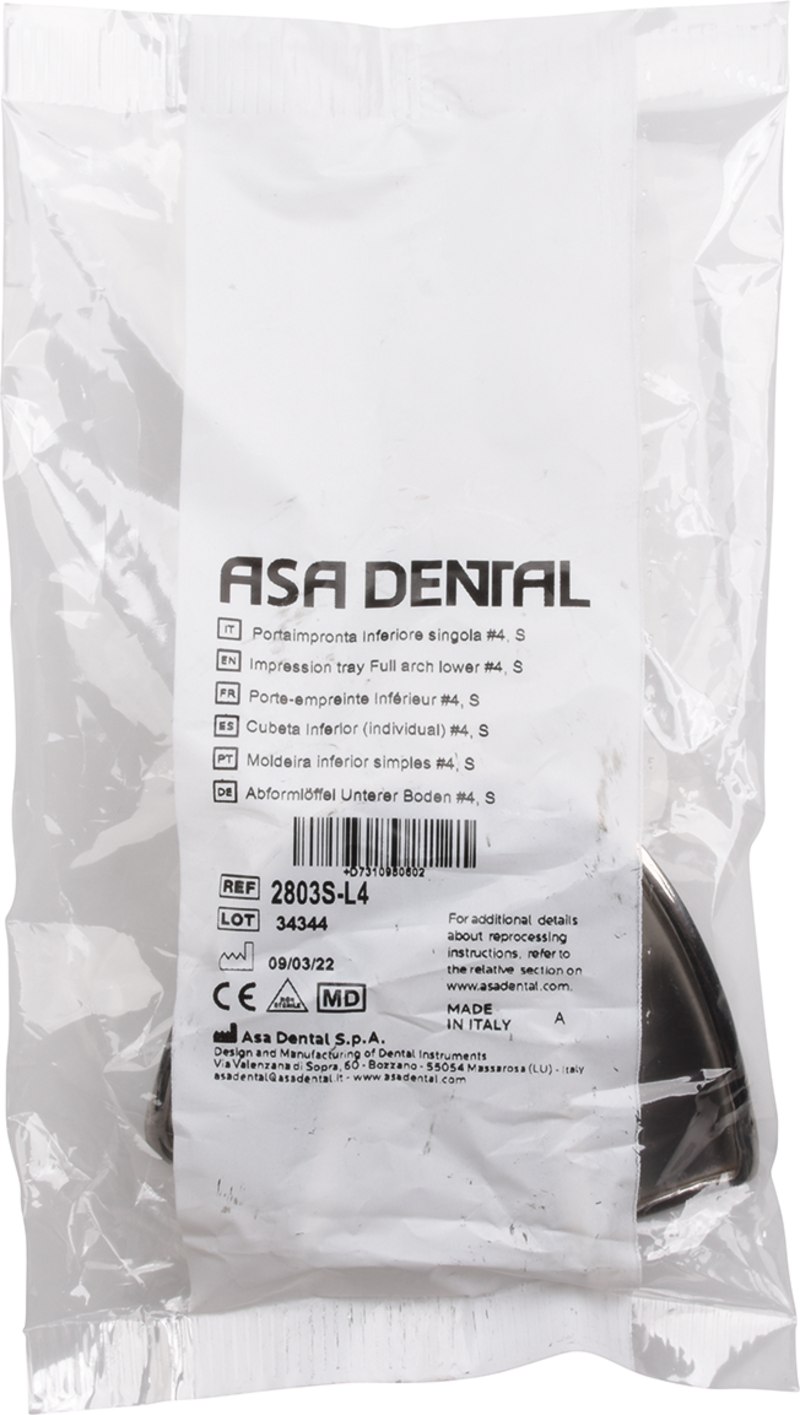 ASA DENTAL
IT Portaimpronta Inferiore singola #4, S
EN Impression tray Full arch lower #4, S
FR Porte-empreinte Inférieur #4, S
ES Cubeta Inferior (individual) #4, S
PT Moldeira inferior simples #4, S
DE Abformlöffel Unterer Boden #4, S
+D7310980602
REF 2803S-L4
LOT 34344
09/03/22
For additional details
about reprocessing
instructions, refer to
the relative section on
www.asadental.com.
CE NON STERILE MD
MADE
IN ITALY A
Asa Dental S.p.A.
Design and Manufacturing of Dental Instruments
Via Valenzana di Sopra, 60 - Bozzano - 55054 Massarosa (LU) - Italy
asadental@asadental.it - www.asadental.com